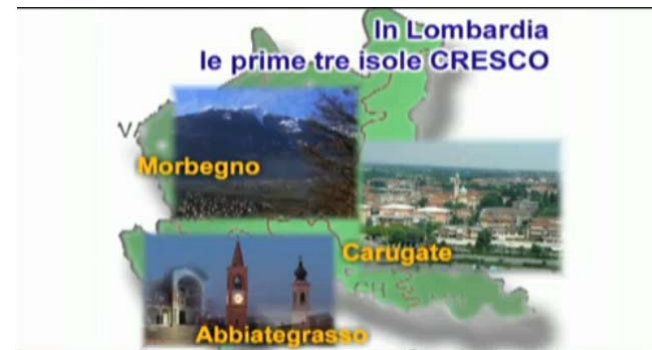 In Lombardia
le prime tre isole CRESCO
Morbegno
Carugate
Abbiategrasso